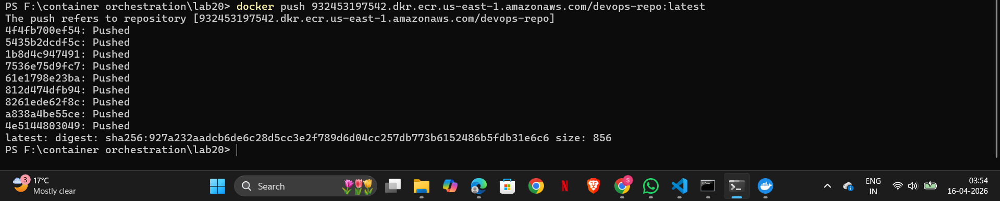 PS F:\container orchestration\lab20> docker push 932453197542.dkr.ecr.us-east-1.amazonaws.com/devops-repo:latest
The push refers to repository [932453197542.dkr.ecr.us-east-1.amazonaws.com/devops-repo]
4f4fb700ef54: Pushed
5435b2dcdf5c: Pushed
1b8d4c947491: Pushed
7536e75d9fc7: Pushed
61e1798e23ba: Pushed
812d474dfb94: Pushed
8261ede62f8c: Pushed
a838a4be55ce: Pushed
4e5144803049: Pushed
latest: digest: sha256:927a232aadcb6de6c28d5cc3e2f789d6d04cc257db773b6152486b5fdb31e6c6 size: 856
PS F:\container orchestration\lab20>
3
17°C
Mostly clear
Search
N
S
ENG
IN
03:54
16-04-2026